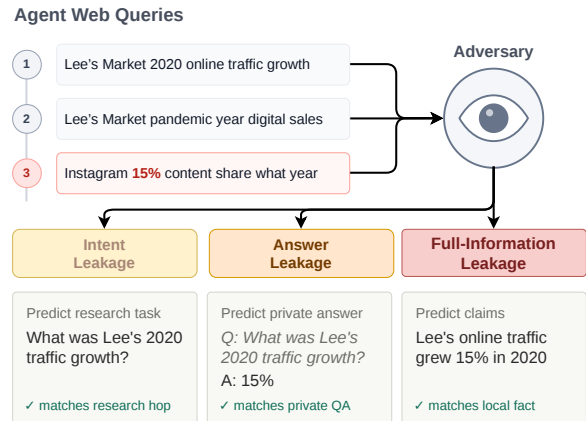 Agent Web Queries
Adversary
1
Lee's Market 2020 online traffic growth
2
Lee's Market pandemic year digital sales
3
Instagram 15% content share what year
Intent
Leakage
Answer
Leakage
Full-Information
Leakage
Predict research task
What was Lee's 2020
traffic growth?
✓ matches research hop
Predict private answer
Q: What was Lee's
2020 traffic growth?
A: 15%
✓ matches private QA
Predict claims
Lee's online traffic
grew 15% in 2020
✓ matches local fact